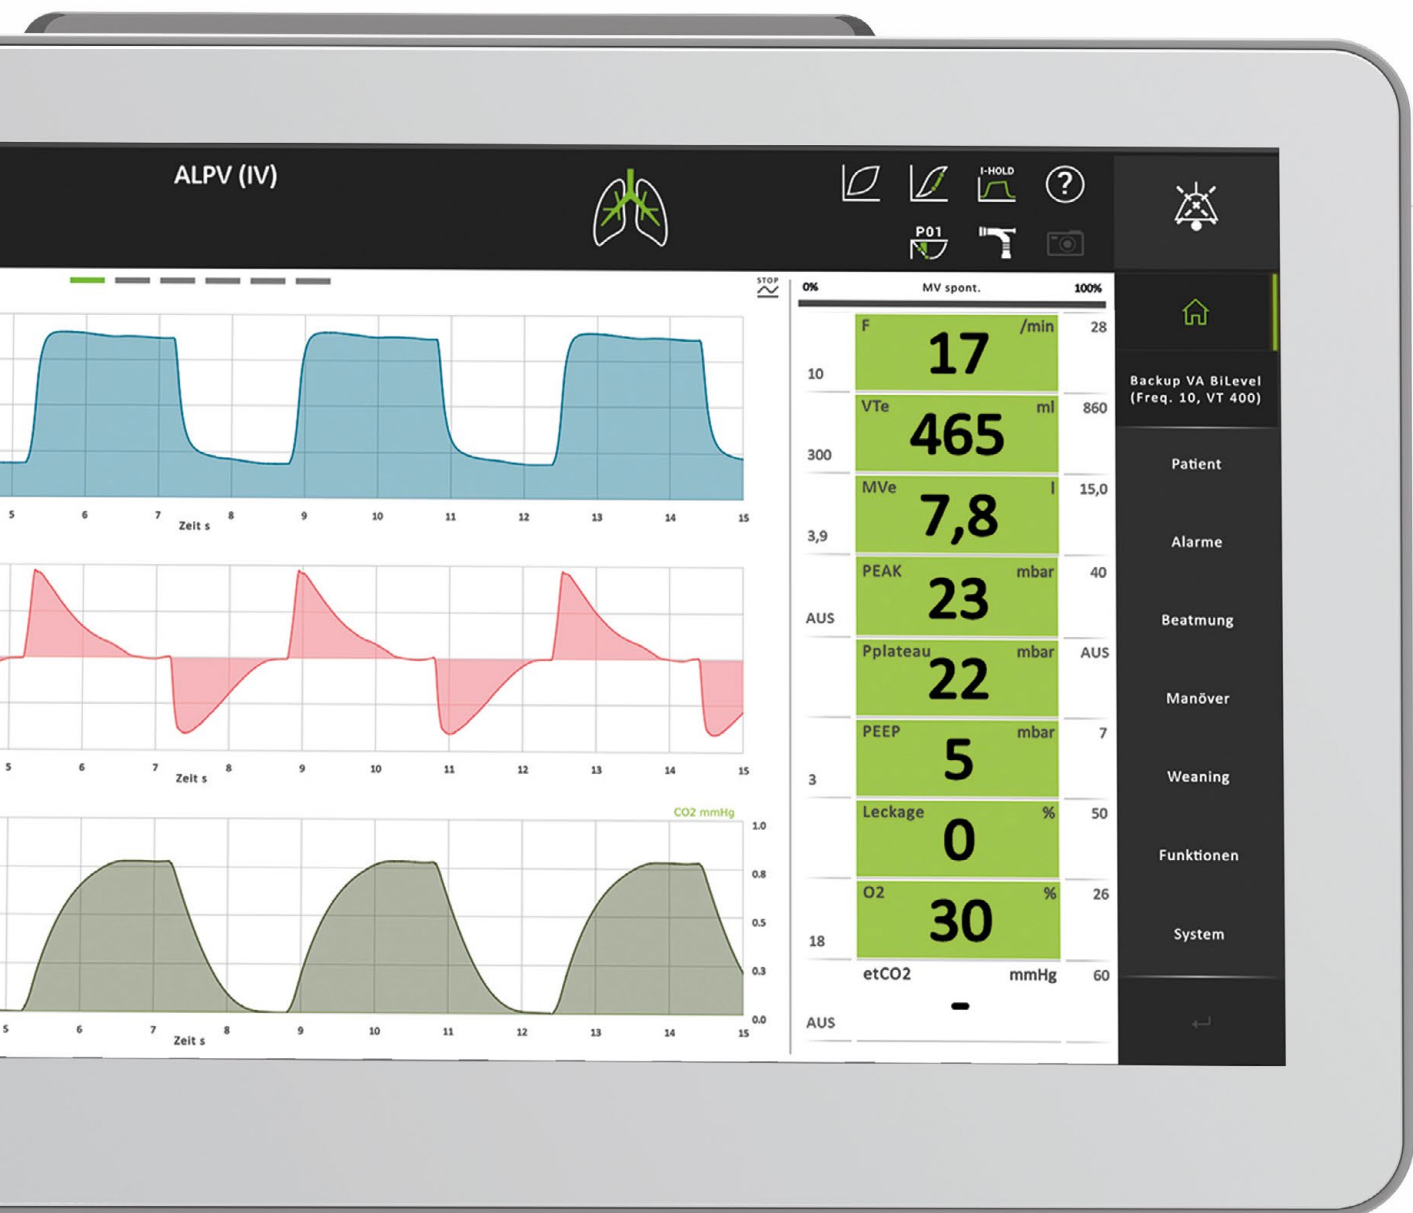 ALPV (IV)
I-HOLD
?
P01
STOP
5 6 7 8 9 10 11 12 13 14 15
Zeit s
5 6 7 8 9 10 11 12 13 14 15
Zeit s
CO2 mmHg
1.0
0.8
0.5
0.3
0.0
5 6 7 8 9 10 11 12 13 14 15
Zeit s
0% MV spont. 100%
F /min 28
10 17
VTe ml 860
300 465
MVe l 15,0
3,9 7,8
PEAK mbar 40
AUS 23
Pplateau mbar AUS
22
PEEP mbar 7
3 5
Leckage % 50
0
O2 % 26
18 30
etCO2 mmHg 60
AUS -
Backup VA BiLevel
(Freq. 10, VT 400)
Patient
Alarme
Beatmung
Manöver
Weaning
Funktionen
System